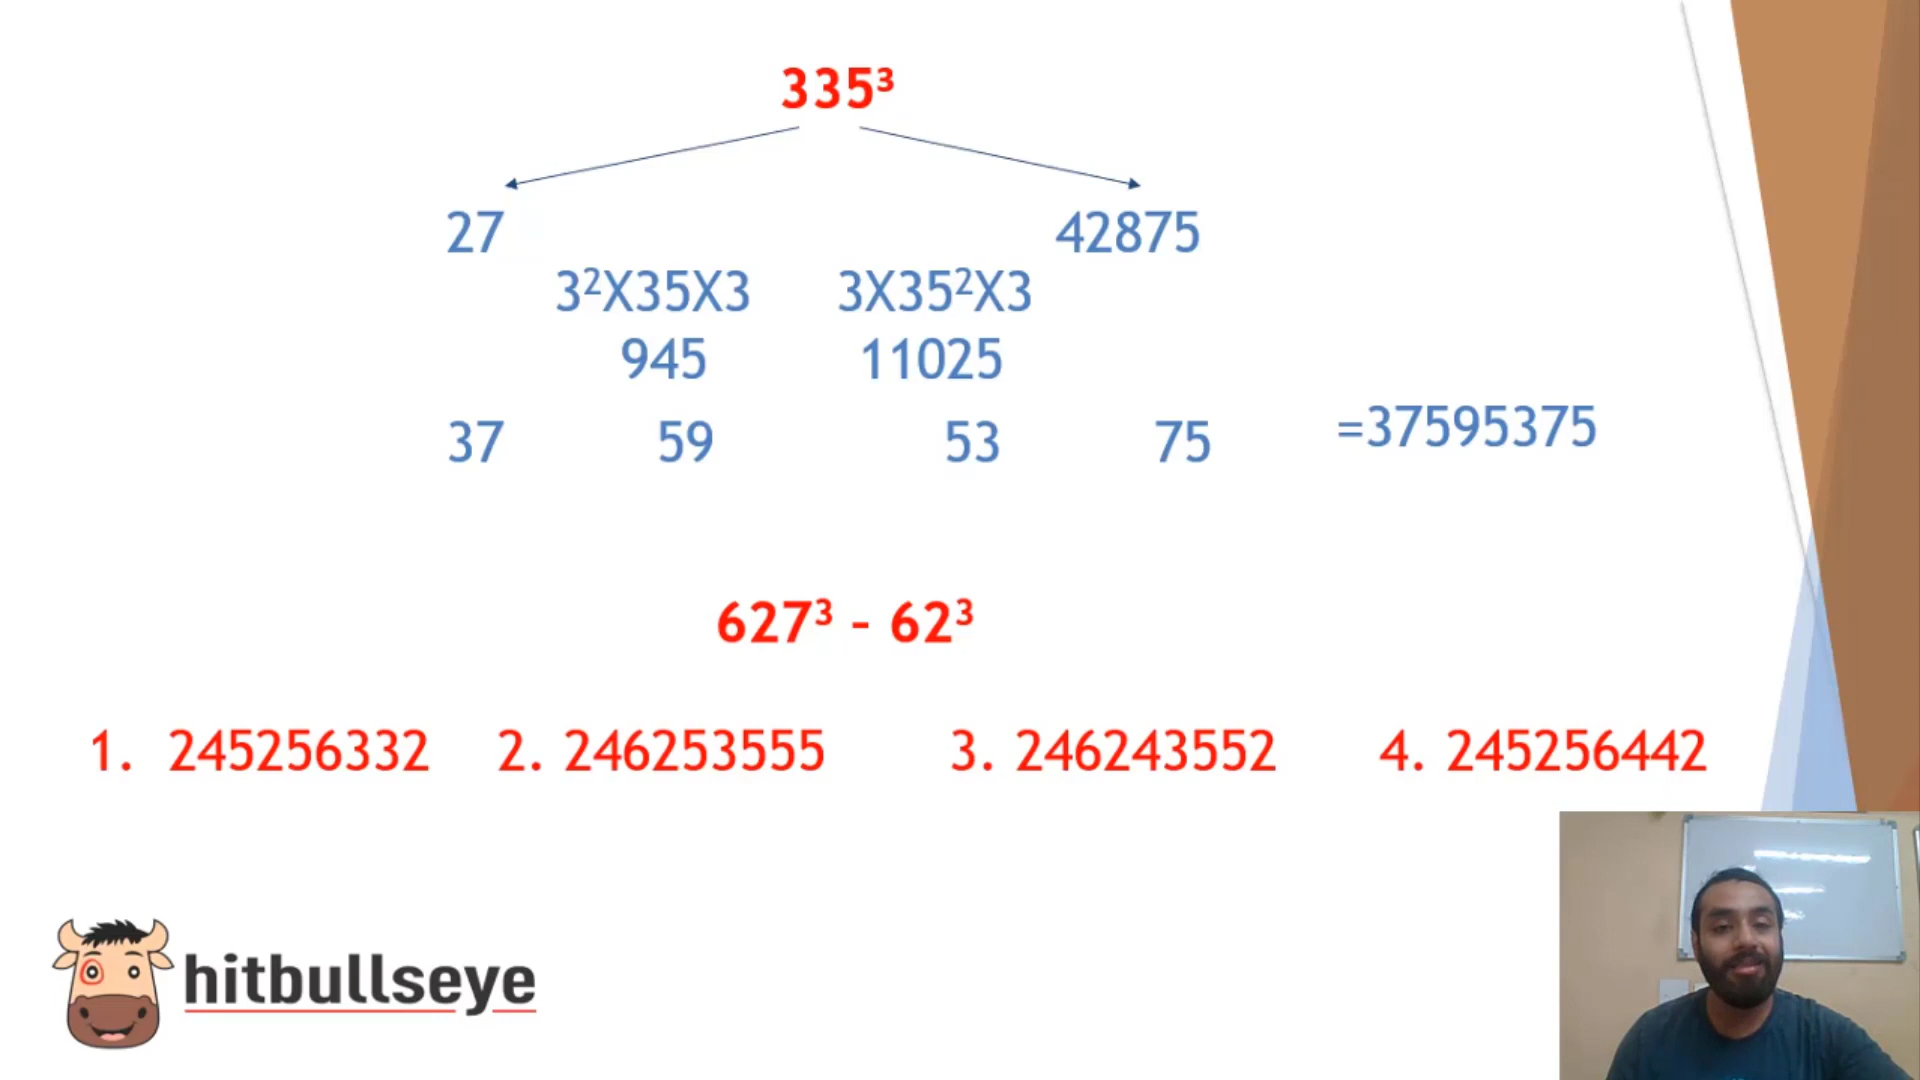 335³
27 42875
3²X35X3 3X35²X3
945 11025
37 59 53 75 =37595375
627³ - 62³
1. 245256332 2. 246253555 3. 246243552 4. 245256442
hitbullseye